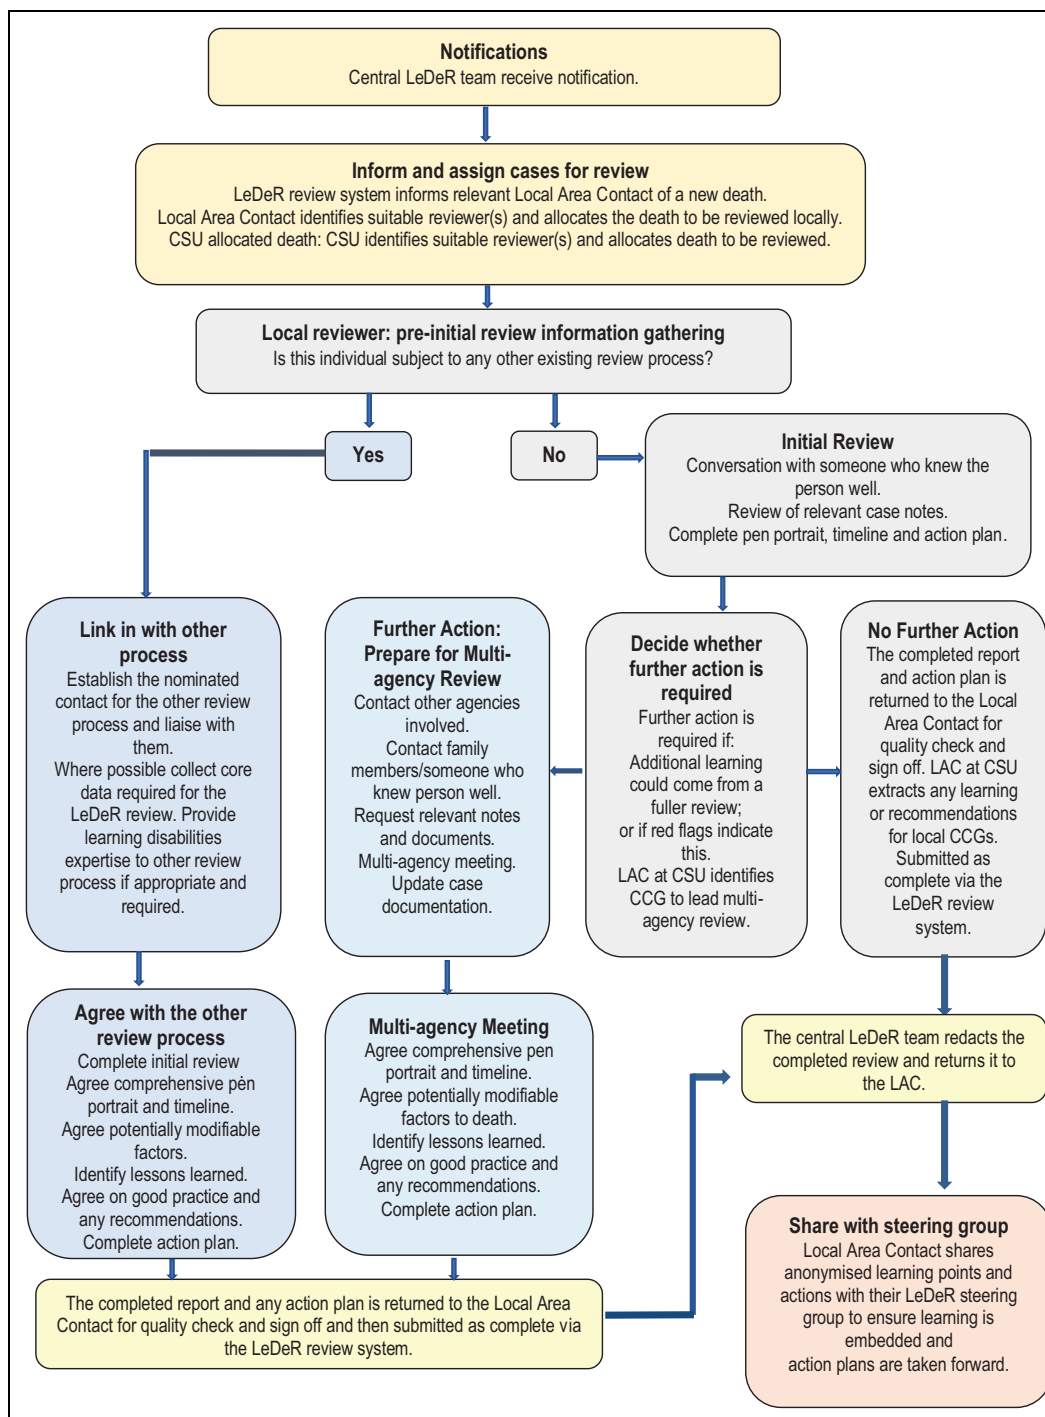 Notifications
Central LeDeR team receive notification.
Inform and assign cases for review
LeDeR review system informs relevant Local Area Contact of a new death.
Local Area Contact identifies suitable reviewer(s) and allocates the death to be reviewed locally.
CSU allocated death: CSU identifies suitable reviewer(s) and allocates death to be reviewed.
Local reviewer: pre-initial review information gathering
Is this individual subject to any other existing review process?
Yes
No
Initial Review
Conversation with someone who knew the
person well.
Review of relevant case notes.
Complete pen portrait, timeline and action plan.
Link in with other
process
Establish the nominated
contact for the other review
process and liaise with
them.
Where possible collect core
data required for the
LeDeR review. Provide
learning disabilities
expertise to other review
process if appropriate and
required.
Further Action:
Prepare for Multi-
agency Review
Contact other agencies
involved.
Contact family
members/someone who
knew person well.
Request relevant notes
and documents.
Multi-agency meeting.
Update case
documentation.
Decide whether
further action is
required
Further action is
required if:
Additional learning
could come from a
fuller review;
or if red flags indicate
this.
LAC at CSU identifies
CCG to lead multi-
agency review.
No Further Action
The completed report
and action plan is
returned to the Local
Area Contact for
quality check and
sign off. LAC at CSU
extracts any learning
or recommendations
for local CCGs.
Submitted as
complete via the
LeDeR review
system.
Agree with the other
review process
Complete initial review
Agree comprehensive pen
portrait and timeline.
Agree potentially modifiable
factors.
Identify lessons learned.
Agree on good practice and
any recommendations.
Complete action plan.
Multi-agency Meeting
Agree comprehensive pen
portrait and timeline.
Agree potentially modifiable
factors to death.
Identify lessons learned.
Agree on good practice and
any recommendations.
Complete action plan.
The central LeDeR team redacts the
completed review and returns it to
the LAC.
Share with steering group
Local Area Contact shares
anonymised learning points and
actions with their LeDeR steering
group to ensure learning is
embedded and
action plans are taken forward.
The completed report and any action plan is returned to the Local Area
Contact for quality check and sign off and then submitted as complete via
the LeDeR review system.